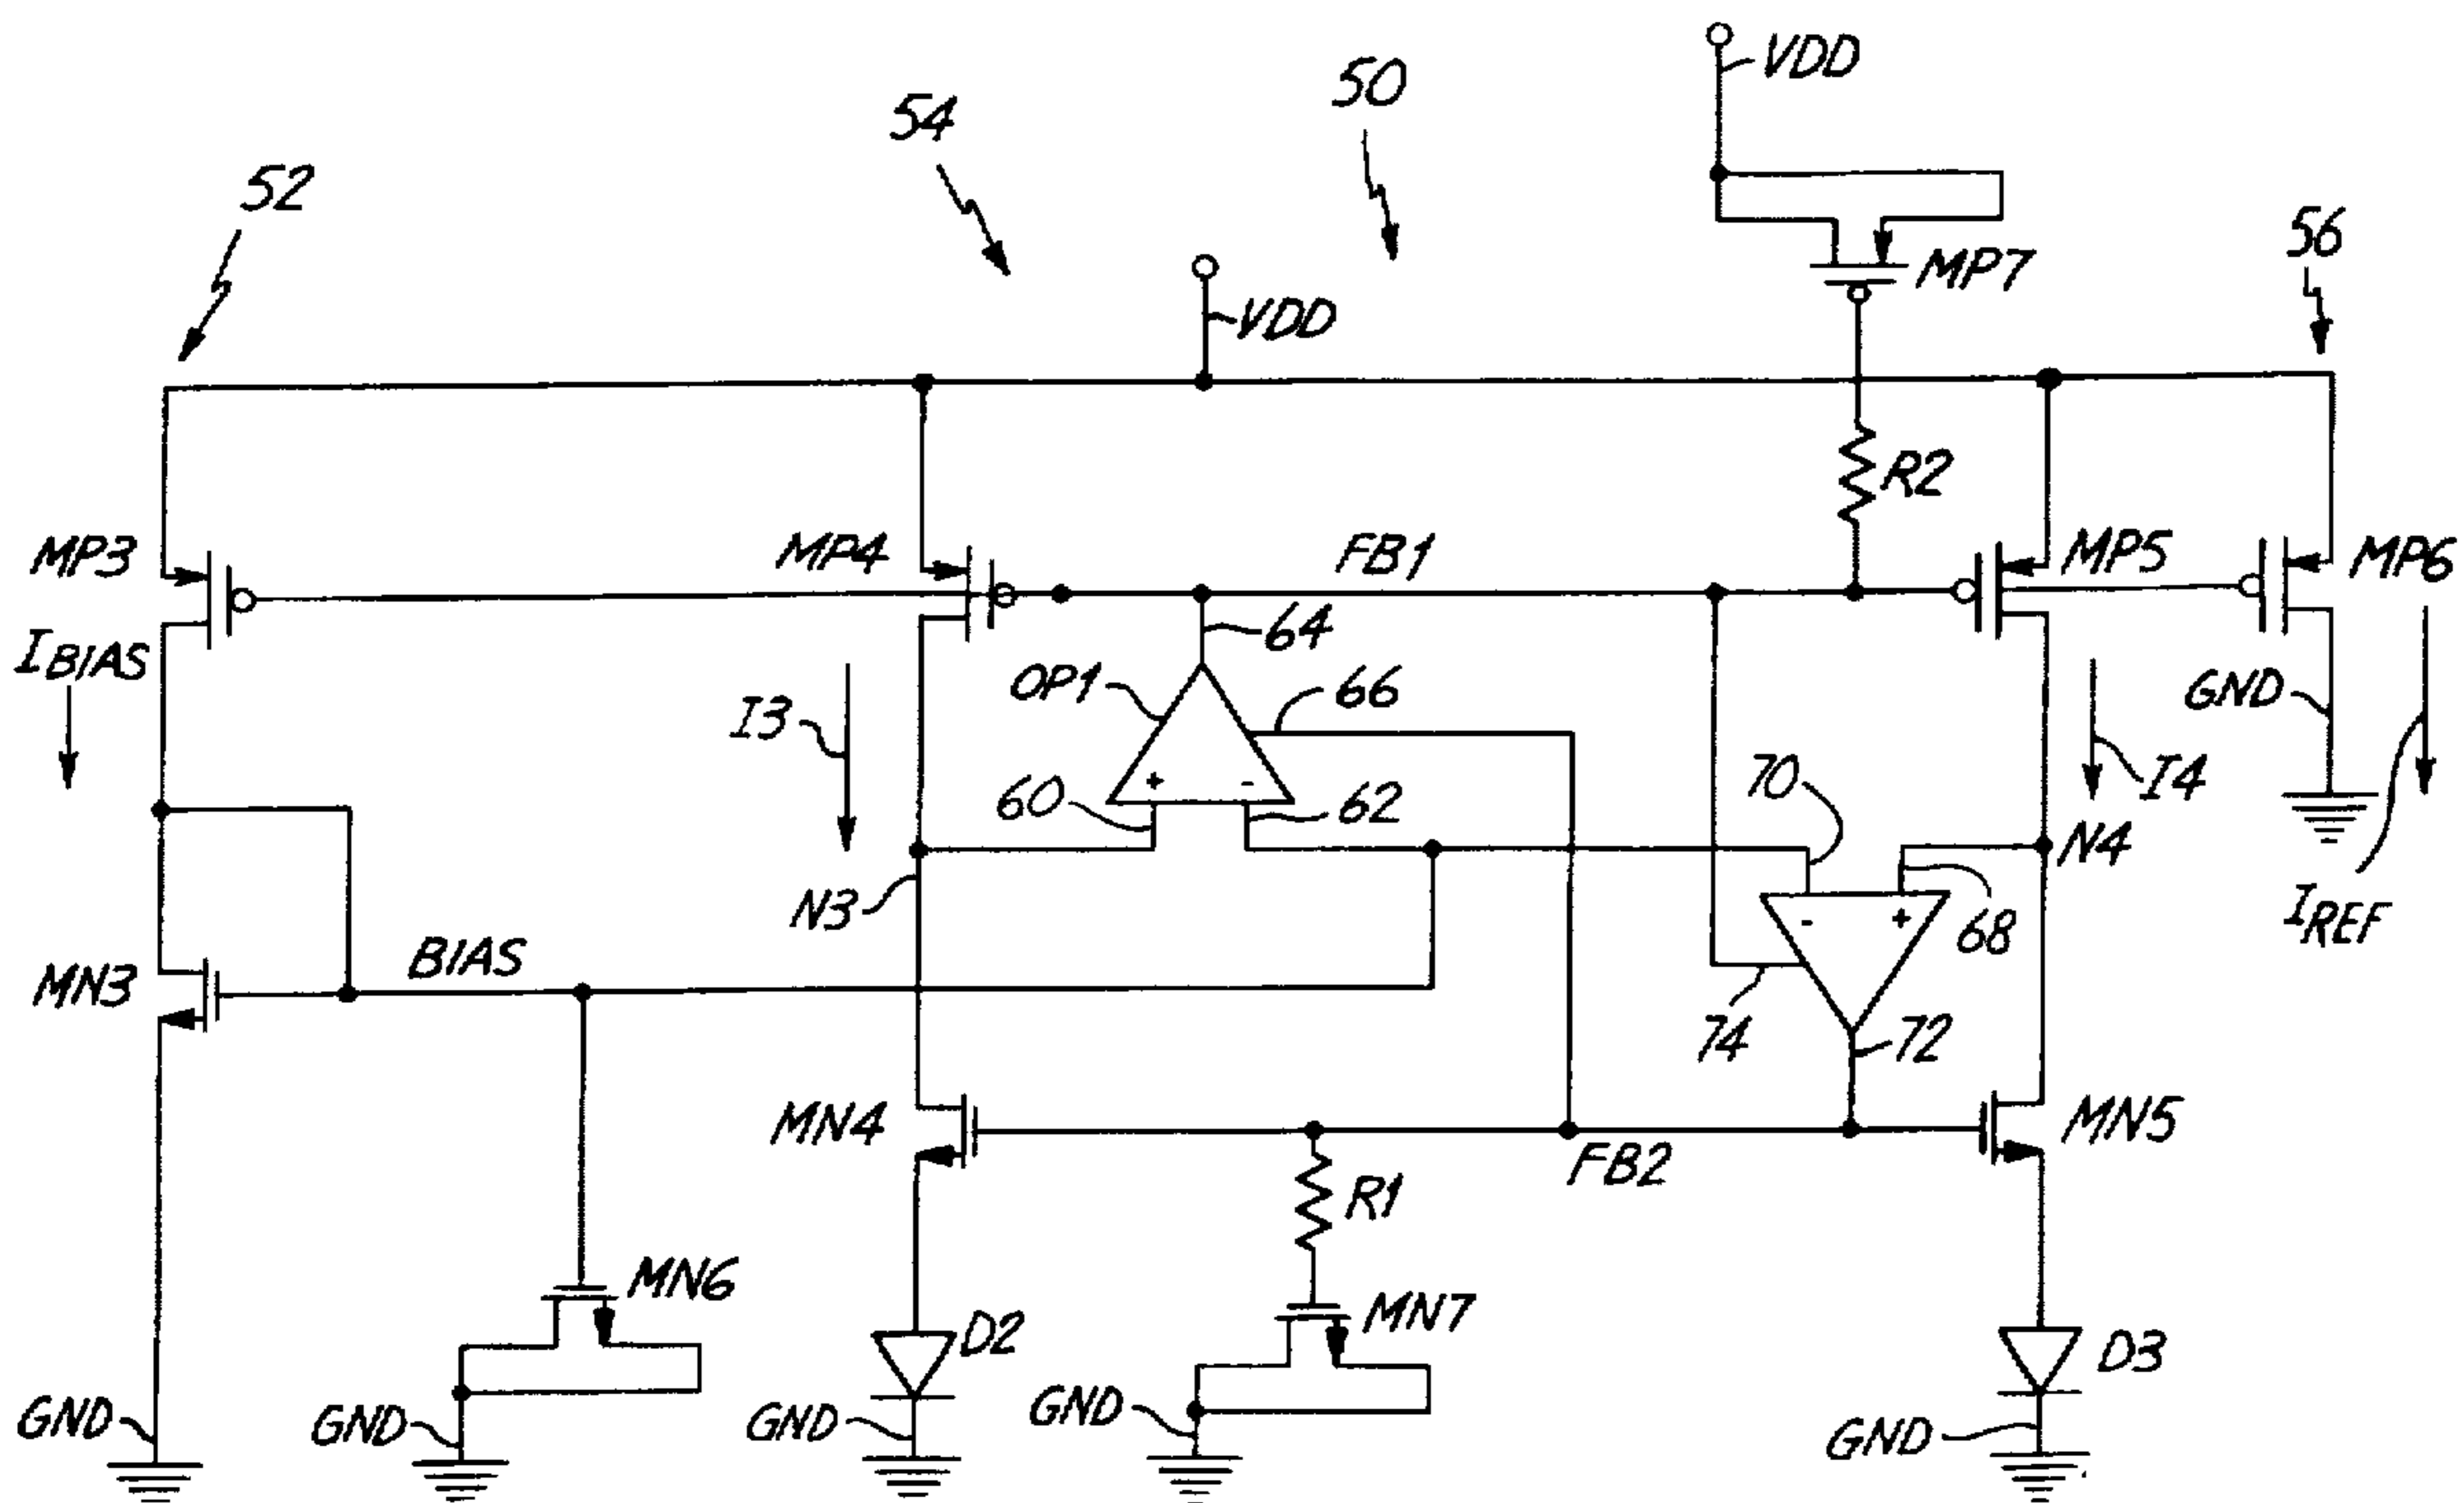 VDD
50
54
52
56
MP7
VDD
R2
MP3
MP4
FB1
MP5
MP6
64
IBIAS
OP1
66
GND
I3
+
-
60
62
70
I4
N4
N3
-
+
68
IREF
BIAS
MN3
74
72
MN4
MN5
FB2
R1
MN6
MN7
D2
D3
GND
GND
GND
GND
GND